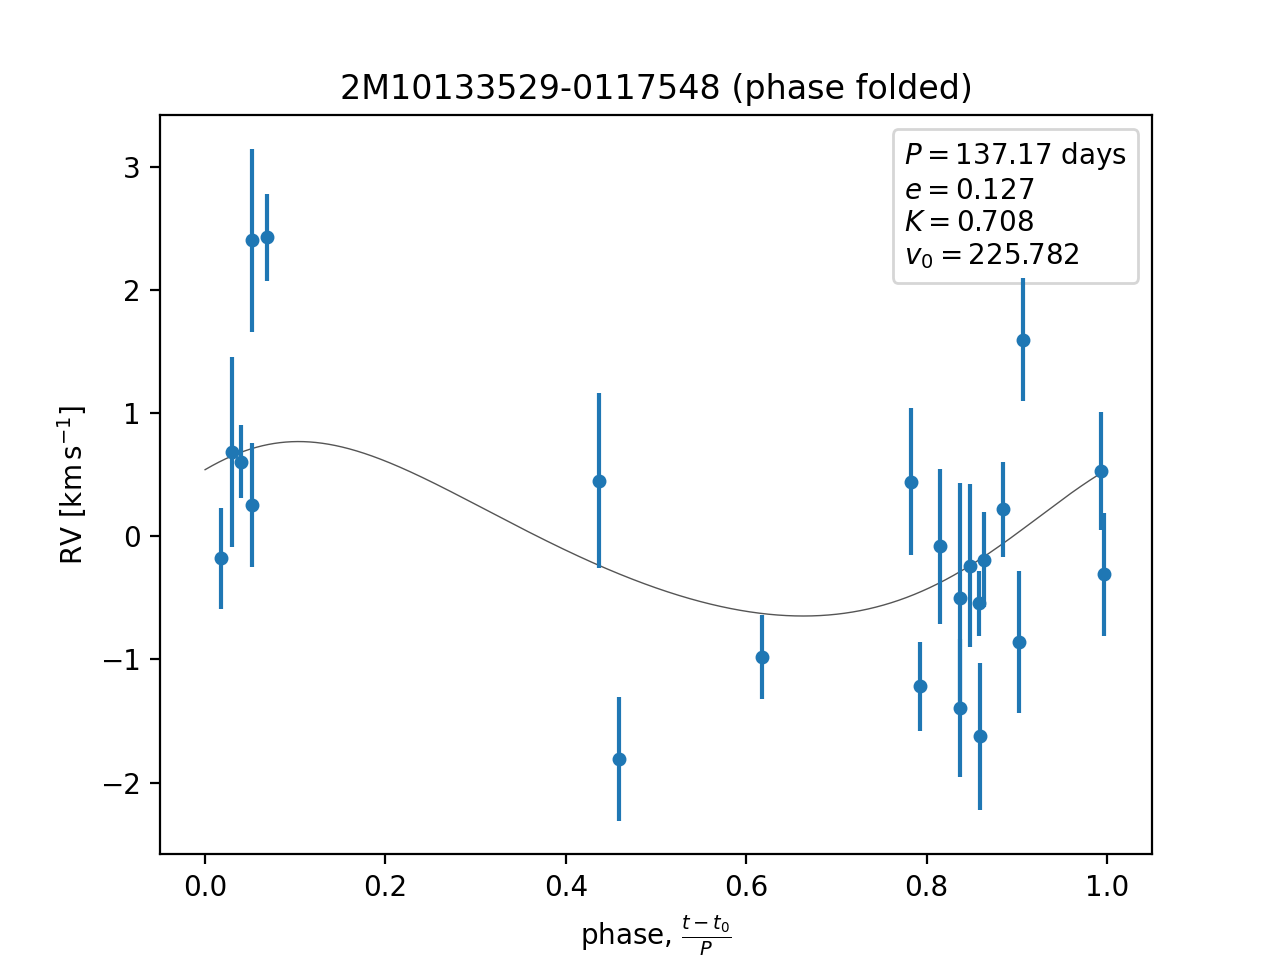 2M10133529-0117548 (phase folded)
P = 137.17 days
e = 0.127
K = 0.708
v₀ = 225.782
RV [km s⁻¹]
3
2
1
0
−1
−2
0.0 0.2 0.4 0.6 0.8 1.0
phase, (t − t₀)/P